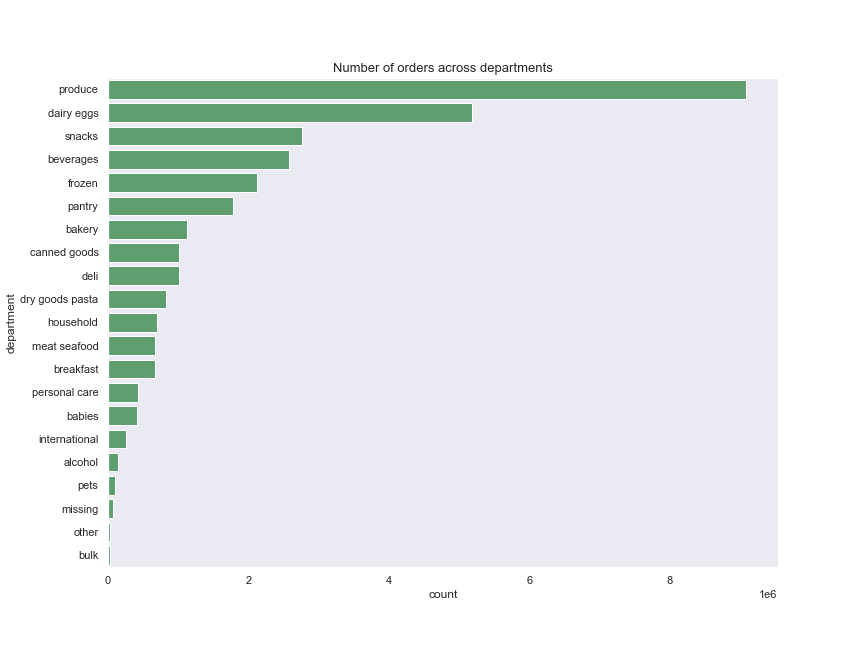 Number of orders across departments
produce
dairy eggs
snacks
beverages
frozen
pantry
bakery
canned goods
deli
dry goods pasta
household
meat seafood
breakfast
personal care
babies
international
alcohol
pets
missing
other
bulk
department
0 2 4 6 8
count
1e6